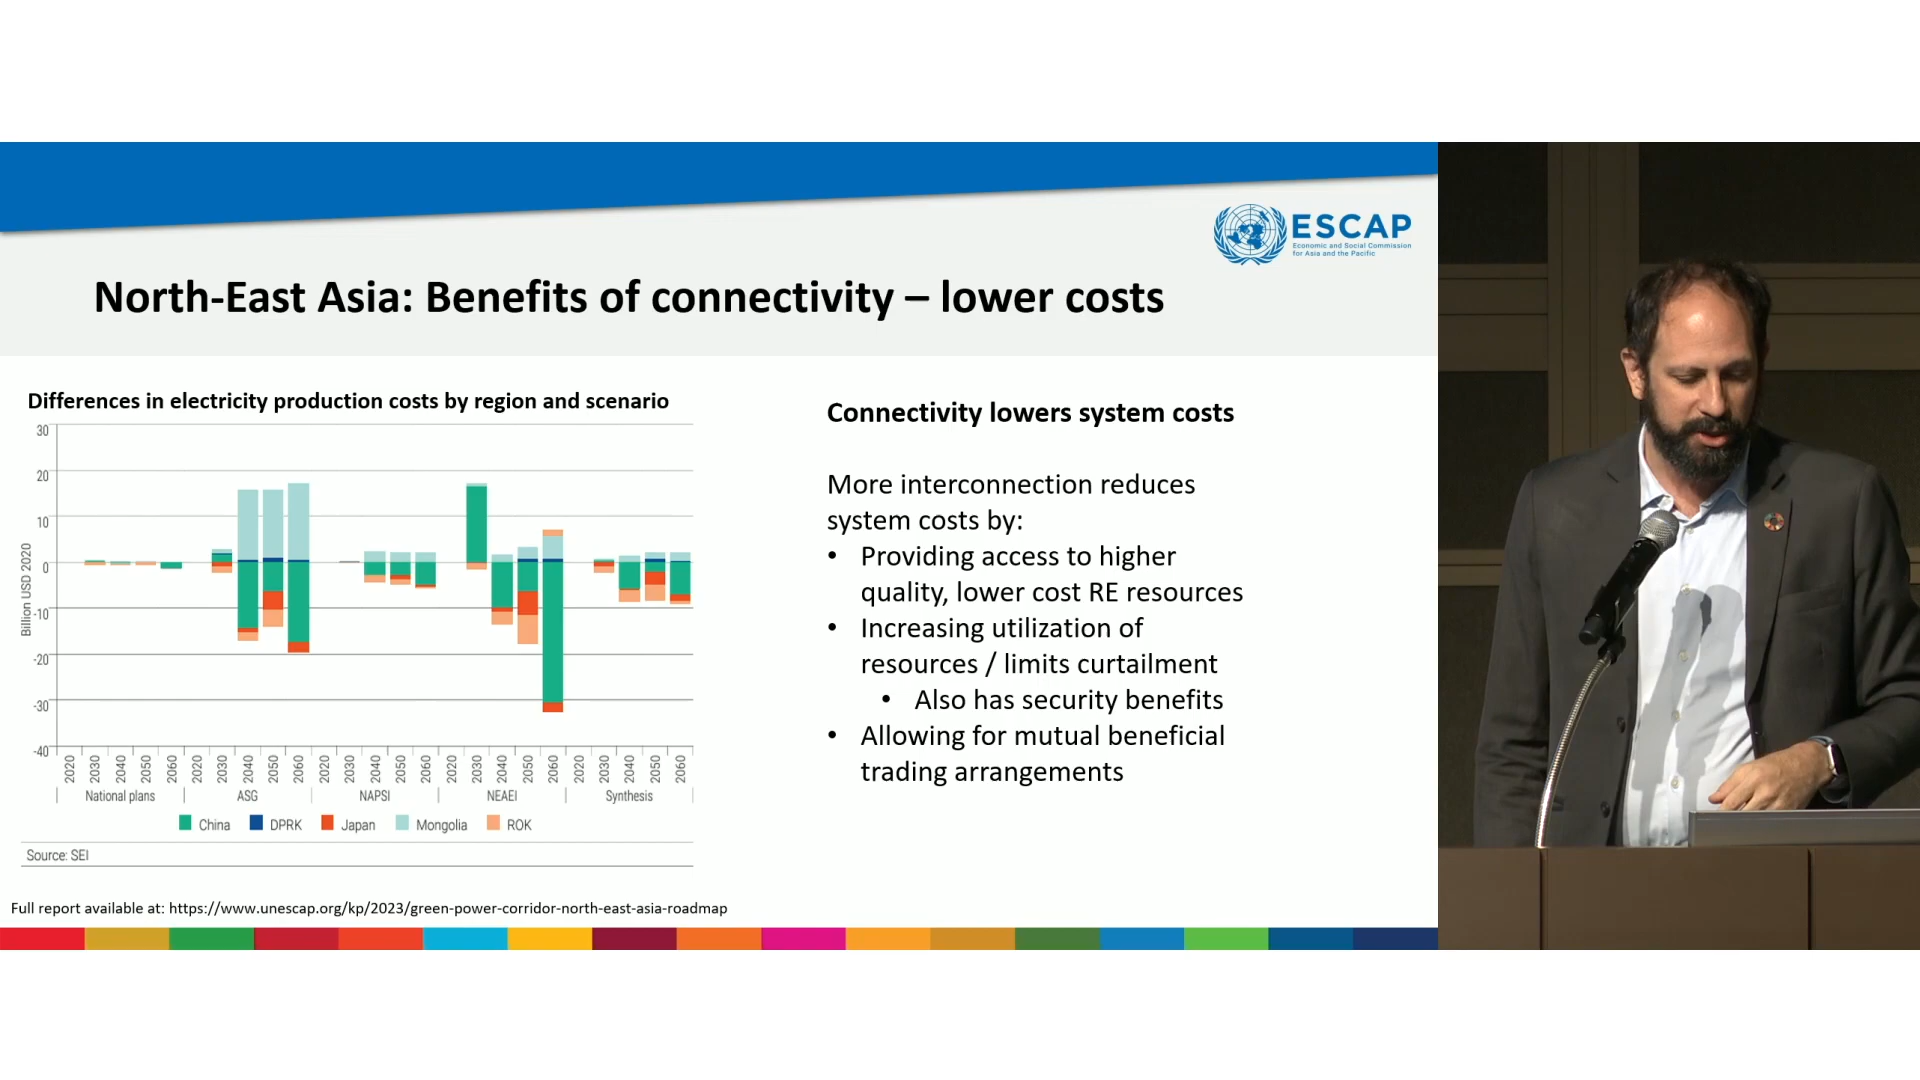 ESCAP
Economic and Social Commission
for Asia and the Pacific
North-East Asia: Benefits of connectivity – lower costs
Differences in electricity production costs by region and scenario
30
20
10
0
-10
-20
-30
-40
Billion USD 2020
2020 2030 2040 2050 2060 2020 2030 2040 2050 2060 2020 2030 2040 2050 2060 2020 2030 2040 2050 2060 2020 2030 2040 2050 2060
National plans ASG NAPSI NEAEI Synthesis
China DPRK Japan Mongolia ROK
Source: SEI
Full report available at: https://www.unescap.org/kp/2023/green-power-corridor-north-east-asia-roadmap
Connectivity lowers system costs
More interconnection reduces
system costs by:
• Providing access to higher
quality, lower cost RE resources
• Increasing utilization of
resources / limits curtailment
• Also has security benefits
• Allowing for mutual beneficial
trading arrangements